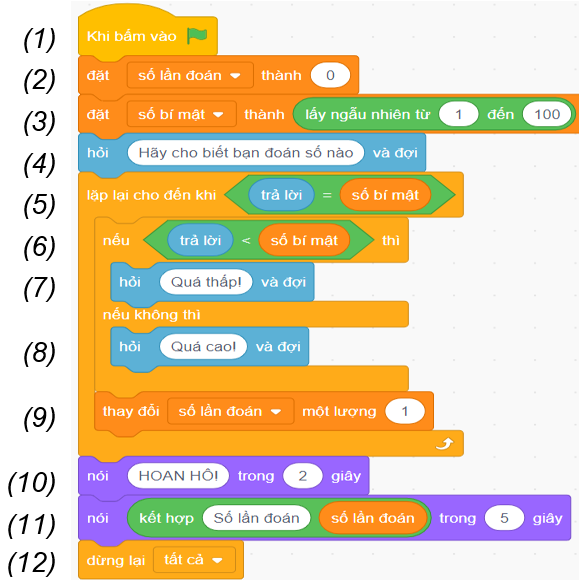 (1) Khi bấm vào
(2) đặt số lần đoán thành 0
(3) đặt số bí mật thành lấy ngẫu nhiên từ 1 đến 100
(4) hỏi Hãy cho biết bạn đoán số nào và đợi
(5) lặp lại cho đến khi trả lời = số bí mật
(6) nếu trả lời < số bí mật thì
(7) hỏi Quá thấp! và đợi
nếu không thì
(8) hỏi Quá cao! và đợi
(9) thay đổi số lần đoán một lượng 1
(10) nói HOAN HÔ! trong 2 giây
(11) nói kết hợp Số lần đoán số lần đoán trong 5 giây
(12) dừng lại tất cả